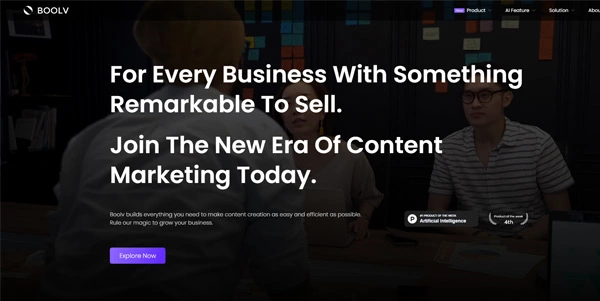 BOOLV
New Product AI Feature Solution Abou
For Every Business With Something
Remarkable To Sell.
Join The New Era Of Content
Marketing Today.
Boolv builds everything you need to make content creation as easy and efficient as possible.
Rule our magic to grow your business.
#1 PRODUCT OF THE WEEK
Artificial Intelligence
Product of the week
4th
Explore Now